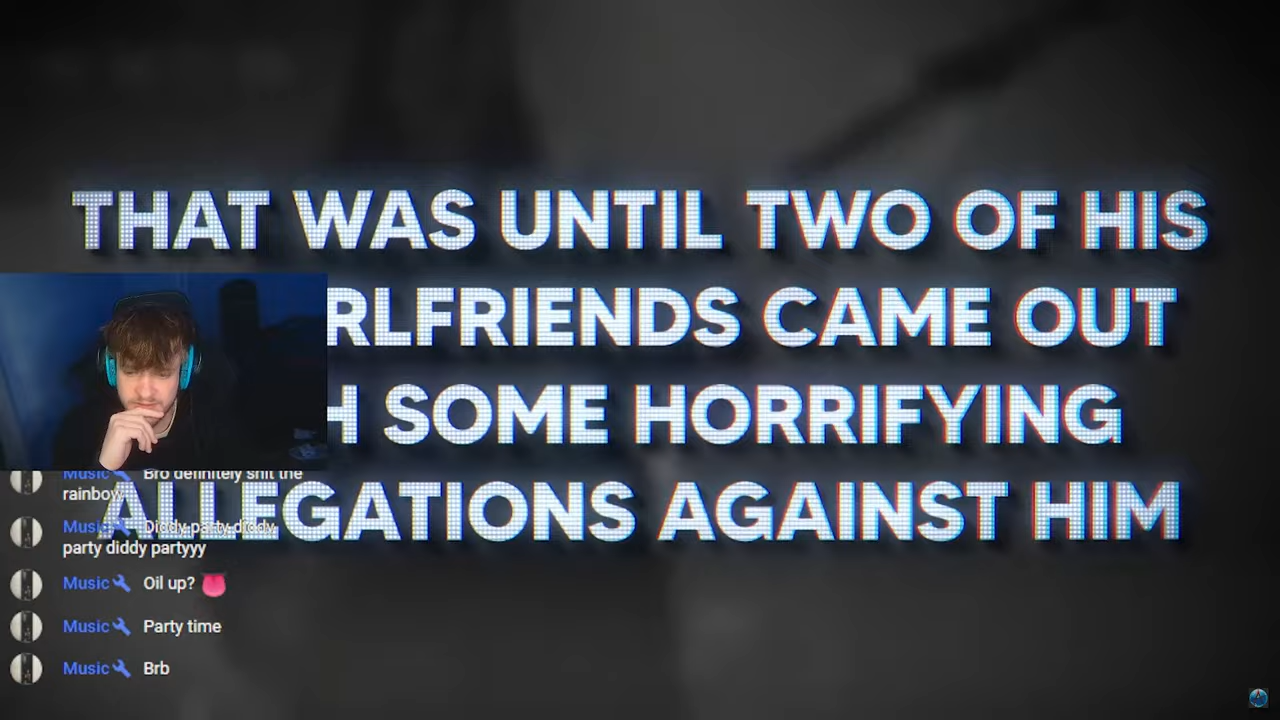 THAT WAS UNTIL TWO OF HIS
RLFRIENDS CAME OUT
H SOME HORRIFYING
ALLEGATIONS AGAINST HIM
Music Bro definitely shit the
rainbow
Music Diddy party diddy
party diddy partyyy
Music Oil up? 👅
Music Party time
Music Brb